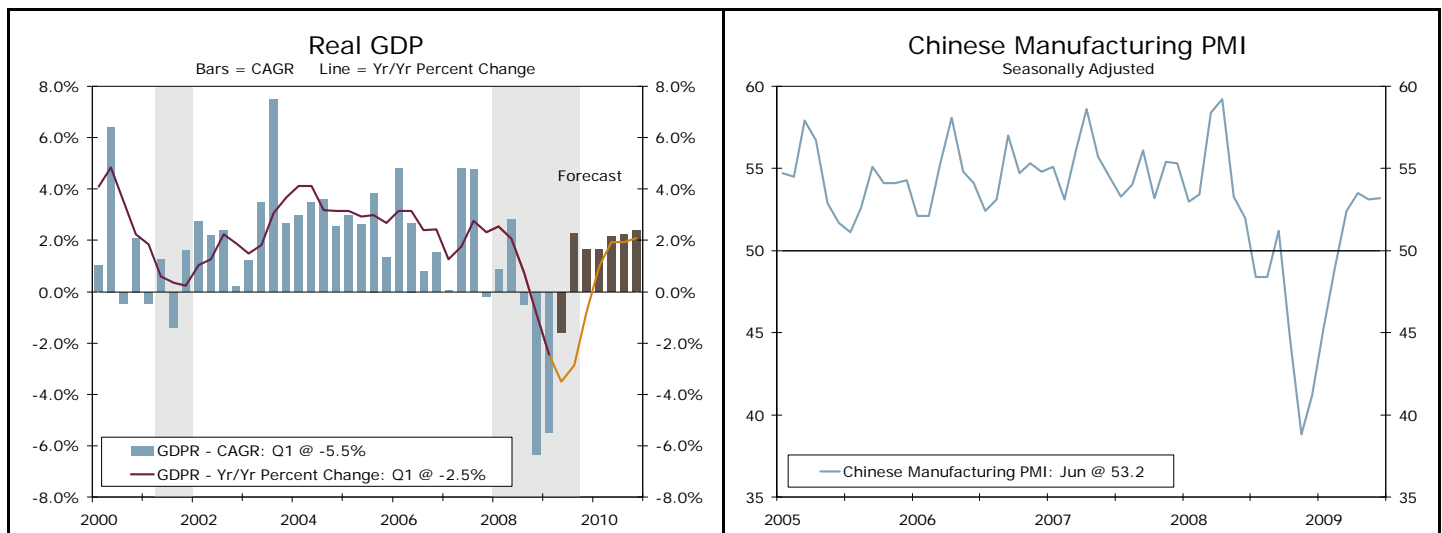 Real GDP
Bars = CAGR Line = Yr/Yr Percent Change
8.0% 8.0%
6.0% 6.0%
Forecast
4.0% 4.0%
2.0% 2.0%
0.0% 0.0%
-2.0% -2.0%
-4.0% -4.0%
-6.0% -6.0%
-8.0% -8.0%
GDPR - CAGR: Q1 @ -5.5%
GDPR - Yr/Yr Percent Change: Q1 @ -2.5%
2000 2002 2004 2006 2008 2010
Chinese Manufacturing PMI
Seasonally Adjusted
60 60
55 55
50 50
45 45
40 40
35 35
Chinese Manufacturing PMI: Jun @ 53.2
2005 2006 2007 2008 2009